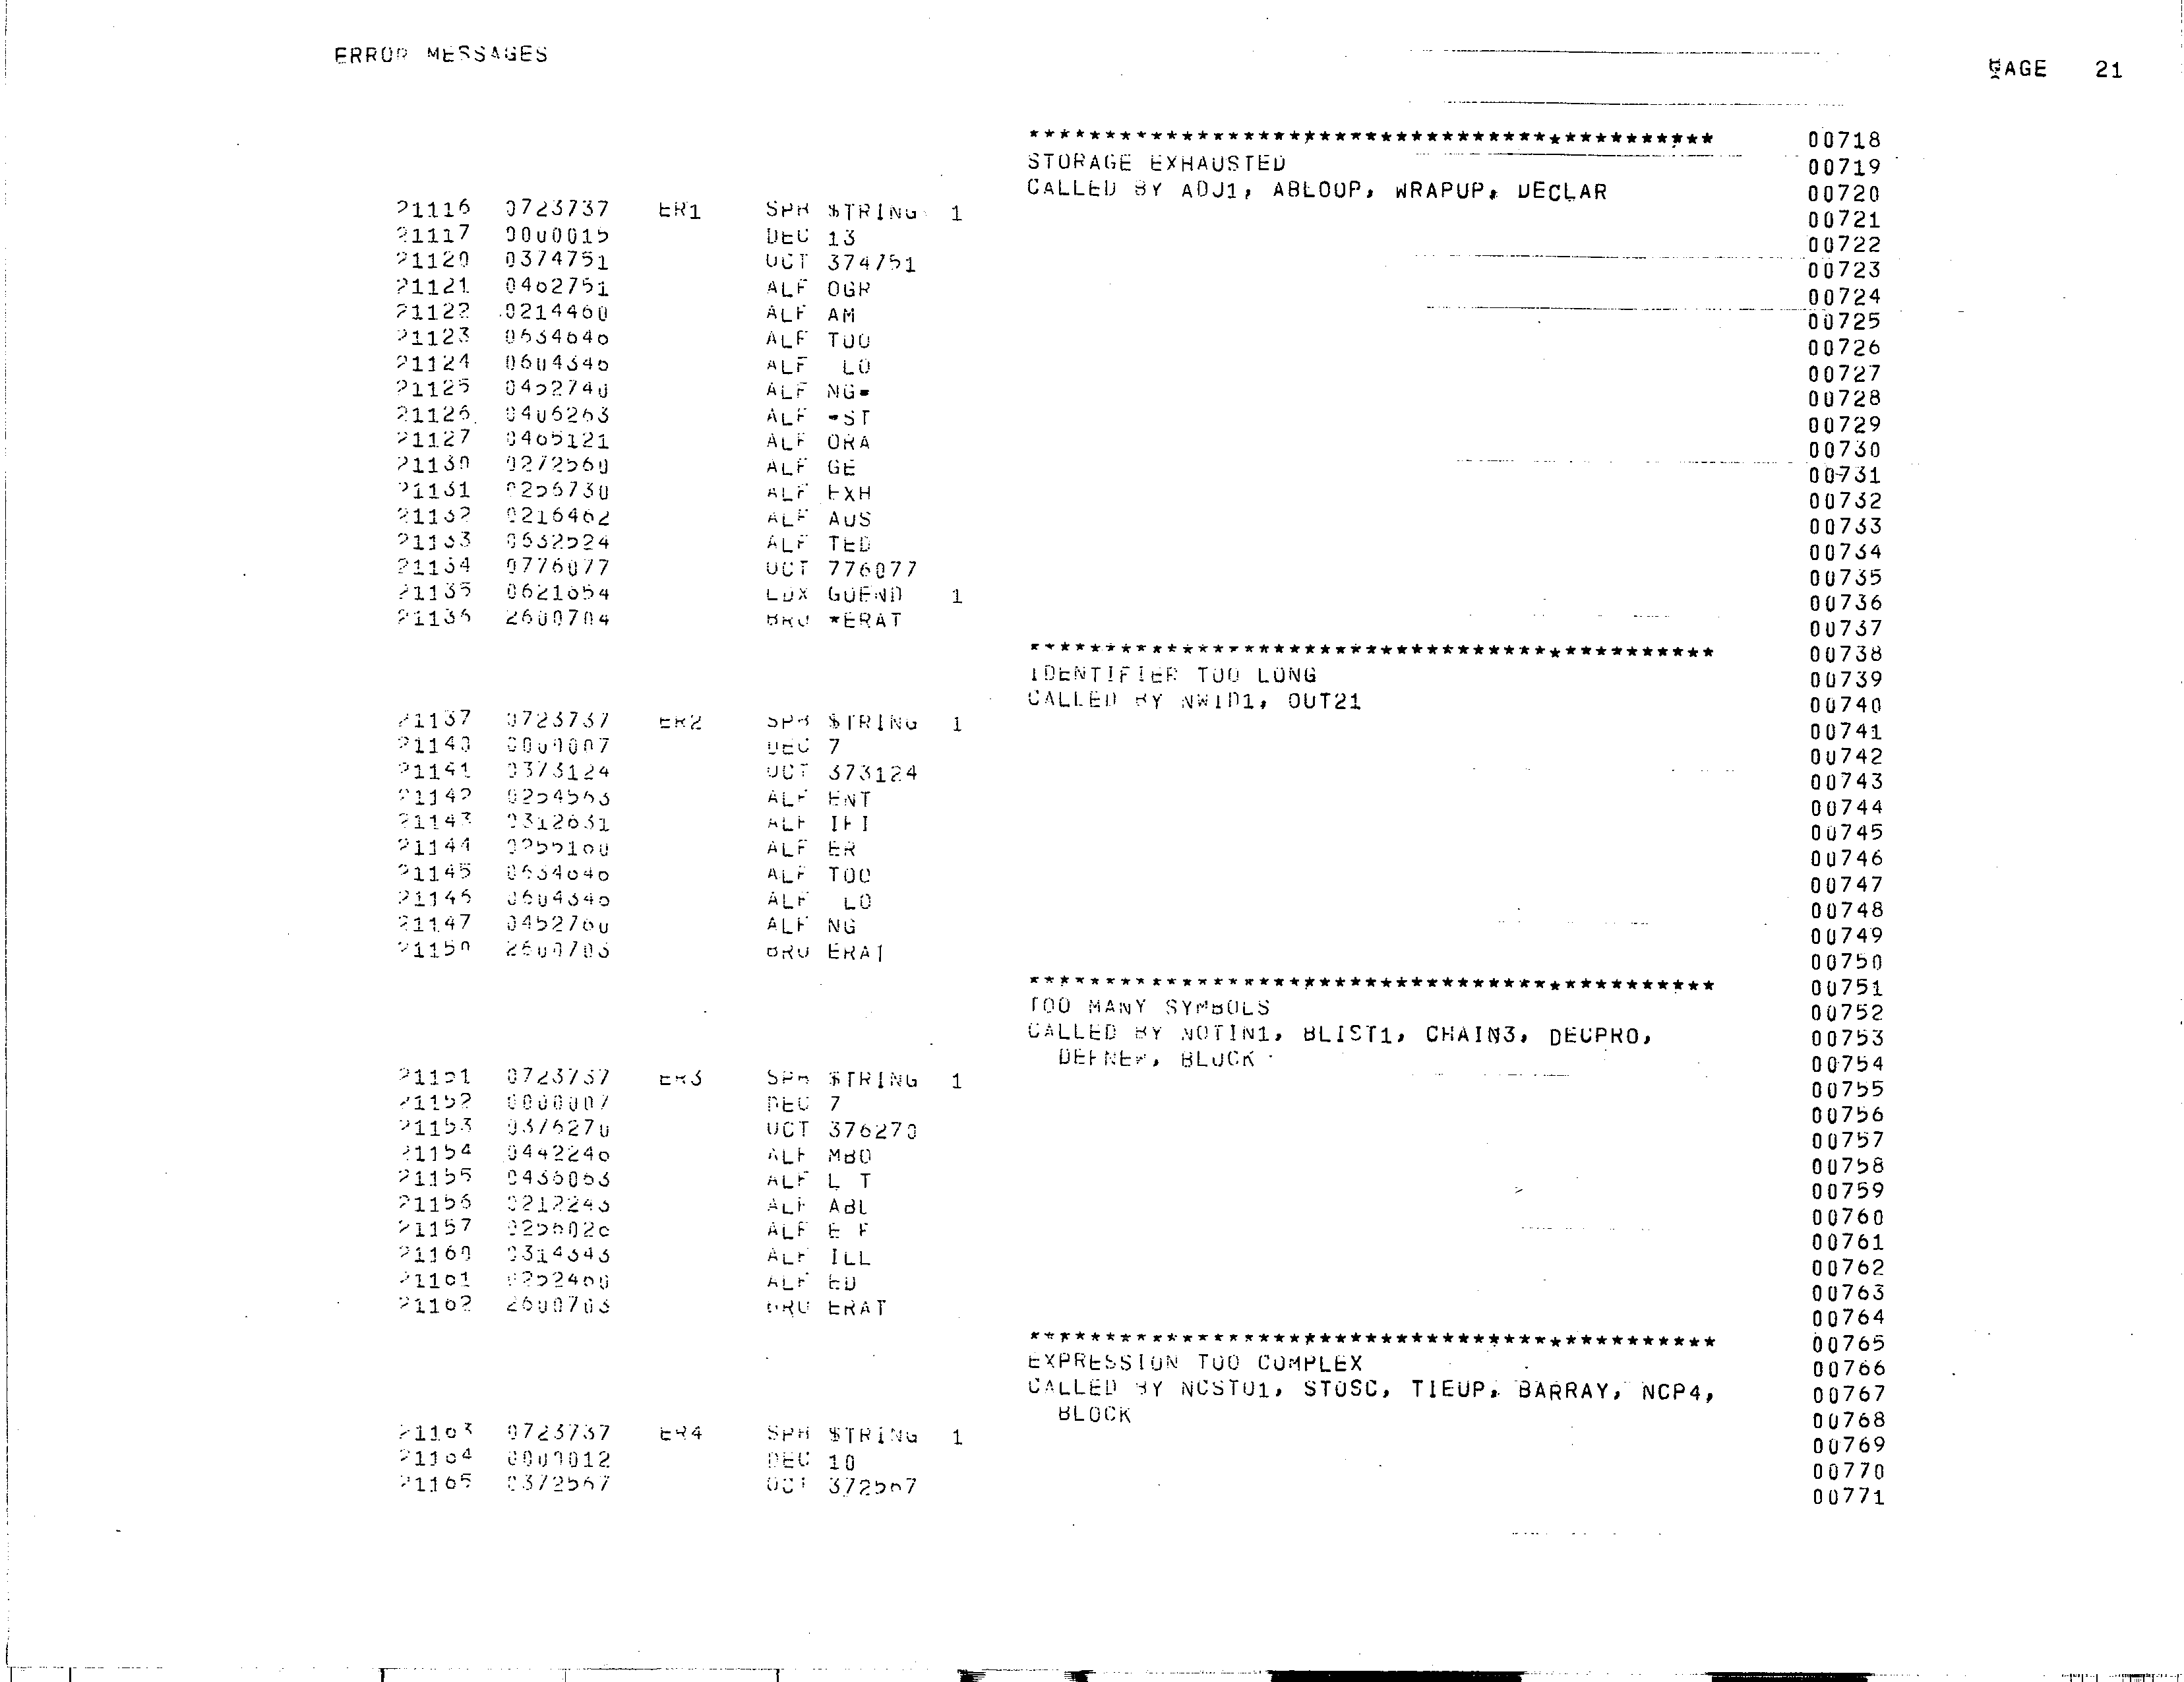 ERROR MESSAGES
PAGE 21
********************************************* 00718
STORAGE EXHAUSTED 00719
CALLED BY ADJ1, ABLOOP, WRAPUP, DECLAR 00720
21116 0723737 ER1 SPB $TRING 1 00721
21117 0000015 DEC 13 00722
21120 0374751 OCT 374751 00723
21121 0462751 ALF OGR 00724
21122 0214460 ALF AM 00725
21123 0634646 ALF TOO 00726
21124 0604346 ALF  LO 00727
21125 0452740 ALF NG- 00728
21126 0406263 ALF -ST 00729
21127 0465121 ALF ORA 00730
21130 0272560 ALF GE 00731
21131 0256730 ALF EXH 00732
21132 0216462 ALF AUS 00733
21133 0632524 ALF TED 00734
21134 0776077 OCT 776077 00735
21135 0621654 LDX GOEND 1 00736
21136 2600704 BRU *ERAT 00737
********************************************* 00738
IDENTIFIER TOO LONG 00739
CALLED BY NWID1, OUT21 00740
21137 0723737 ER2 SPB $TRING 1 00741
21140 0000007 DEC 7 00742
21141 0373124 OCT 373124 00743
21142 0254563 ALF ENT 00744
21143 0312631 ALF IFI 00745
21144 0255160 ALF ER 00746
21145 0634646 ALF TOO 00747
21146 0604346 ALF  LO 00748
21147 0452760 ALF NG 00749
21150 2600703 BRU ERAT 00750
********************************************* 00751
TOO MANY SYMBOLS 00752
CALLED BY NOTIN1, BLIST1, CHAIN3, DECPRO, 00753
DEFNEW, BLOCK 00754
21151 0723737 ER3 SPB $TRING 1 00755
21152 0000007 DEC 7 00756
21153 0376270 OCT 376270 00757
21154 0442246 ALF MBO 00758
21155 0436063 ALF L T 00759
21156 0212243 ALF ABL 00760
21157 0256026 ALF E F 00761
21160 0314343 ALF ILL 00762
21161 0252460 ALF ED 00763
21162 2600703 BRU ERAT 00764
********************************************* 00765
EXPRESSION TOO COMPLEX 00766
CALLED BY NCSTO1, STOSC, TIEUP, BARRAY, NCP4, 00767
BLOCK 00768
21163 0723737 ER4 SPB $TRING 1 00769
21164 0000012 DEC 10 00770
21165 0372567 OCT 372567 00771